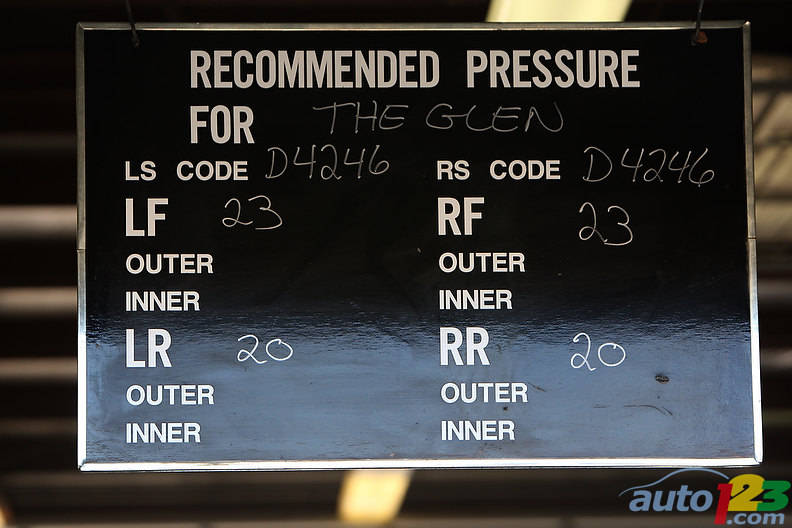 RECOMMENDED PRESSURE
FOR THE GLEN
LS CODE D4246 RS CODE D4246
LF 23 RF 23
OUTER OUTER
INNER INNER
LR 20 RR 20
OUTER OUTER
INNER INNER
auto123
.com